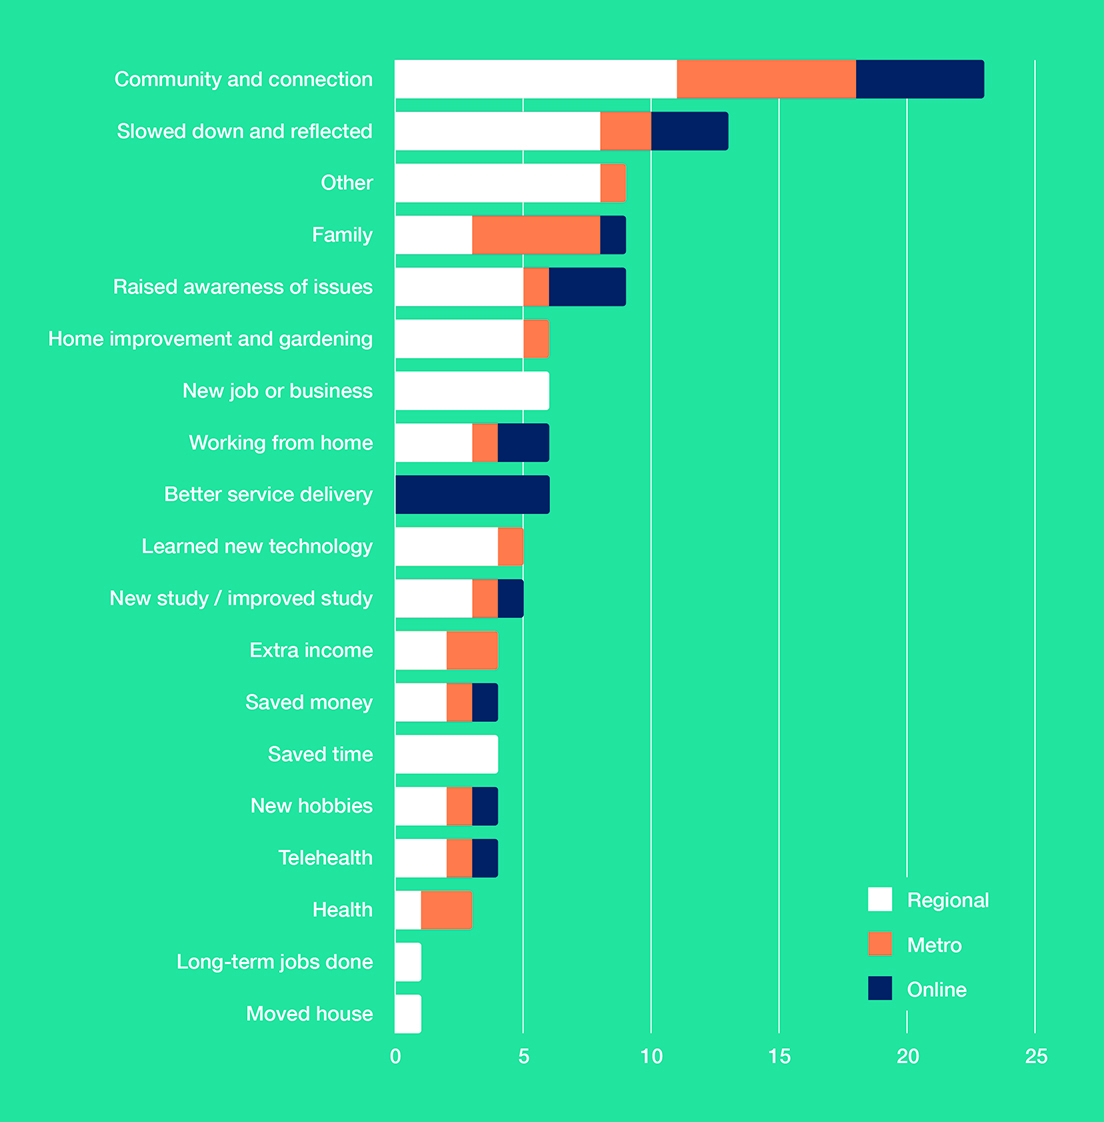 Community and connection
Slowed down and reflected
Other
Family
Raised awareness of issues
Home improvement and gardening
New job or business
Working from home
Better service delivery
Learned new technology
New study / improved study
Extra income
Saved money
Saved time
New hobbies
Telehealth
Health
Long-term jobs done
Moved house
Regional
Metro
Online
0 5 10 15 20 25